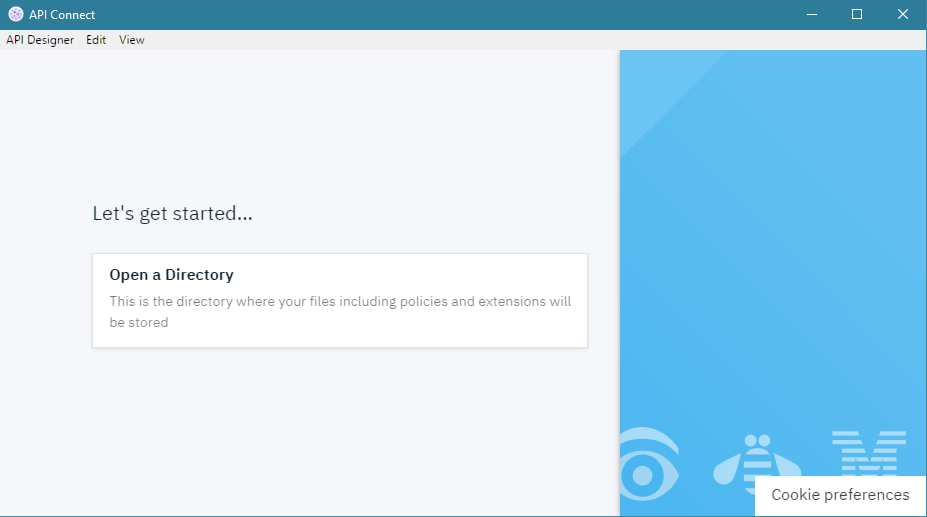 API Connect
API Designer Edit View
Let's get started...
Open a Directory
This is the directory where your files including policies and extensions will
be stored
M
Cookie preferences